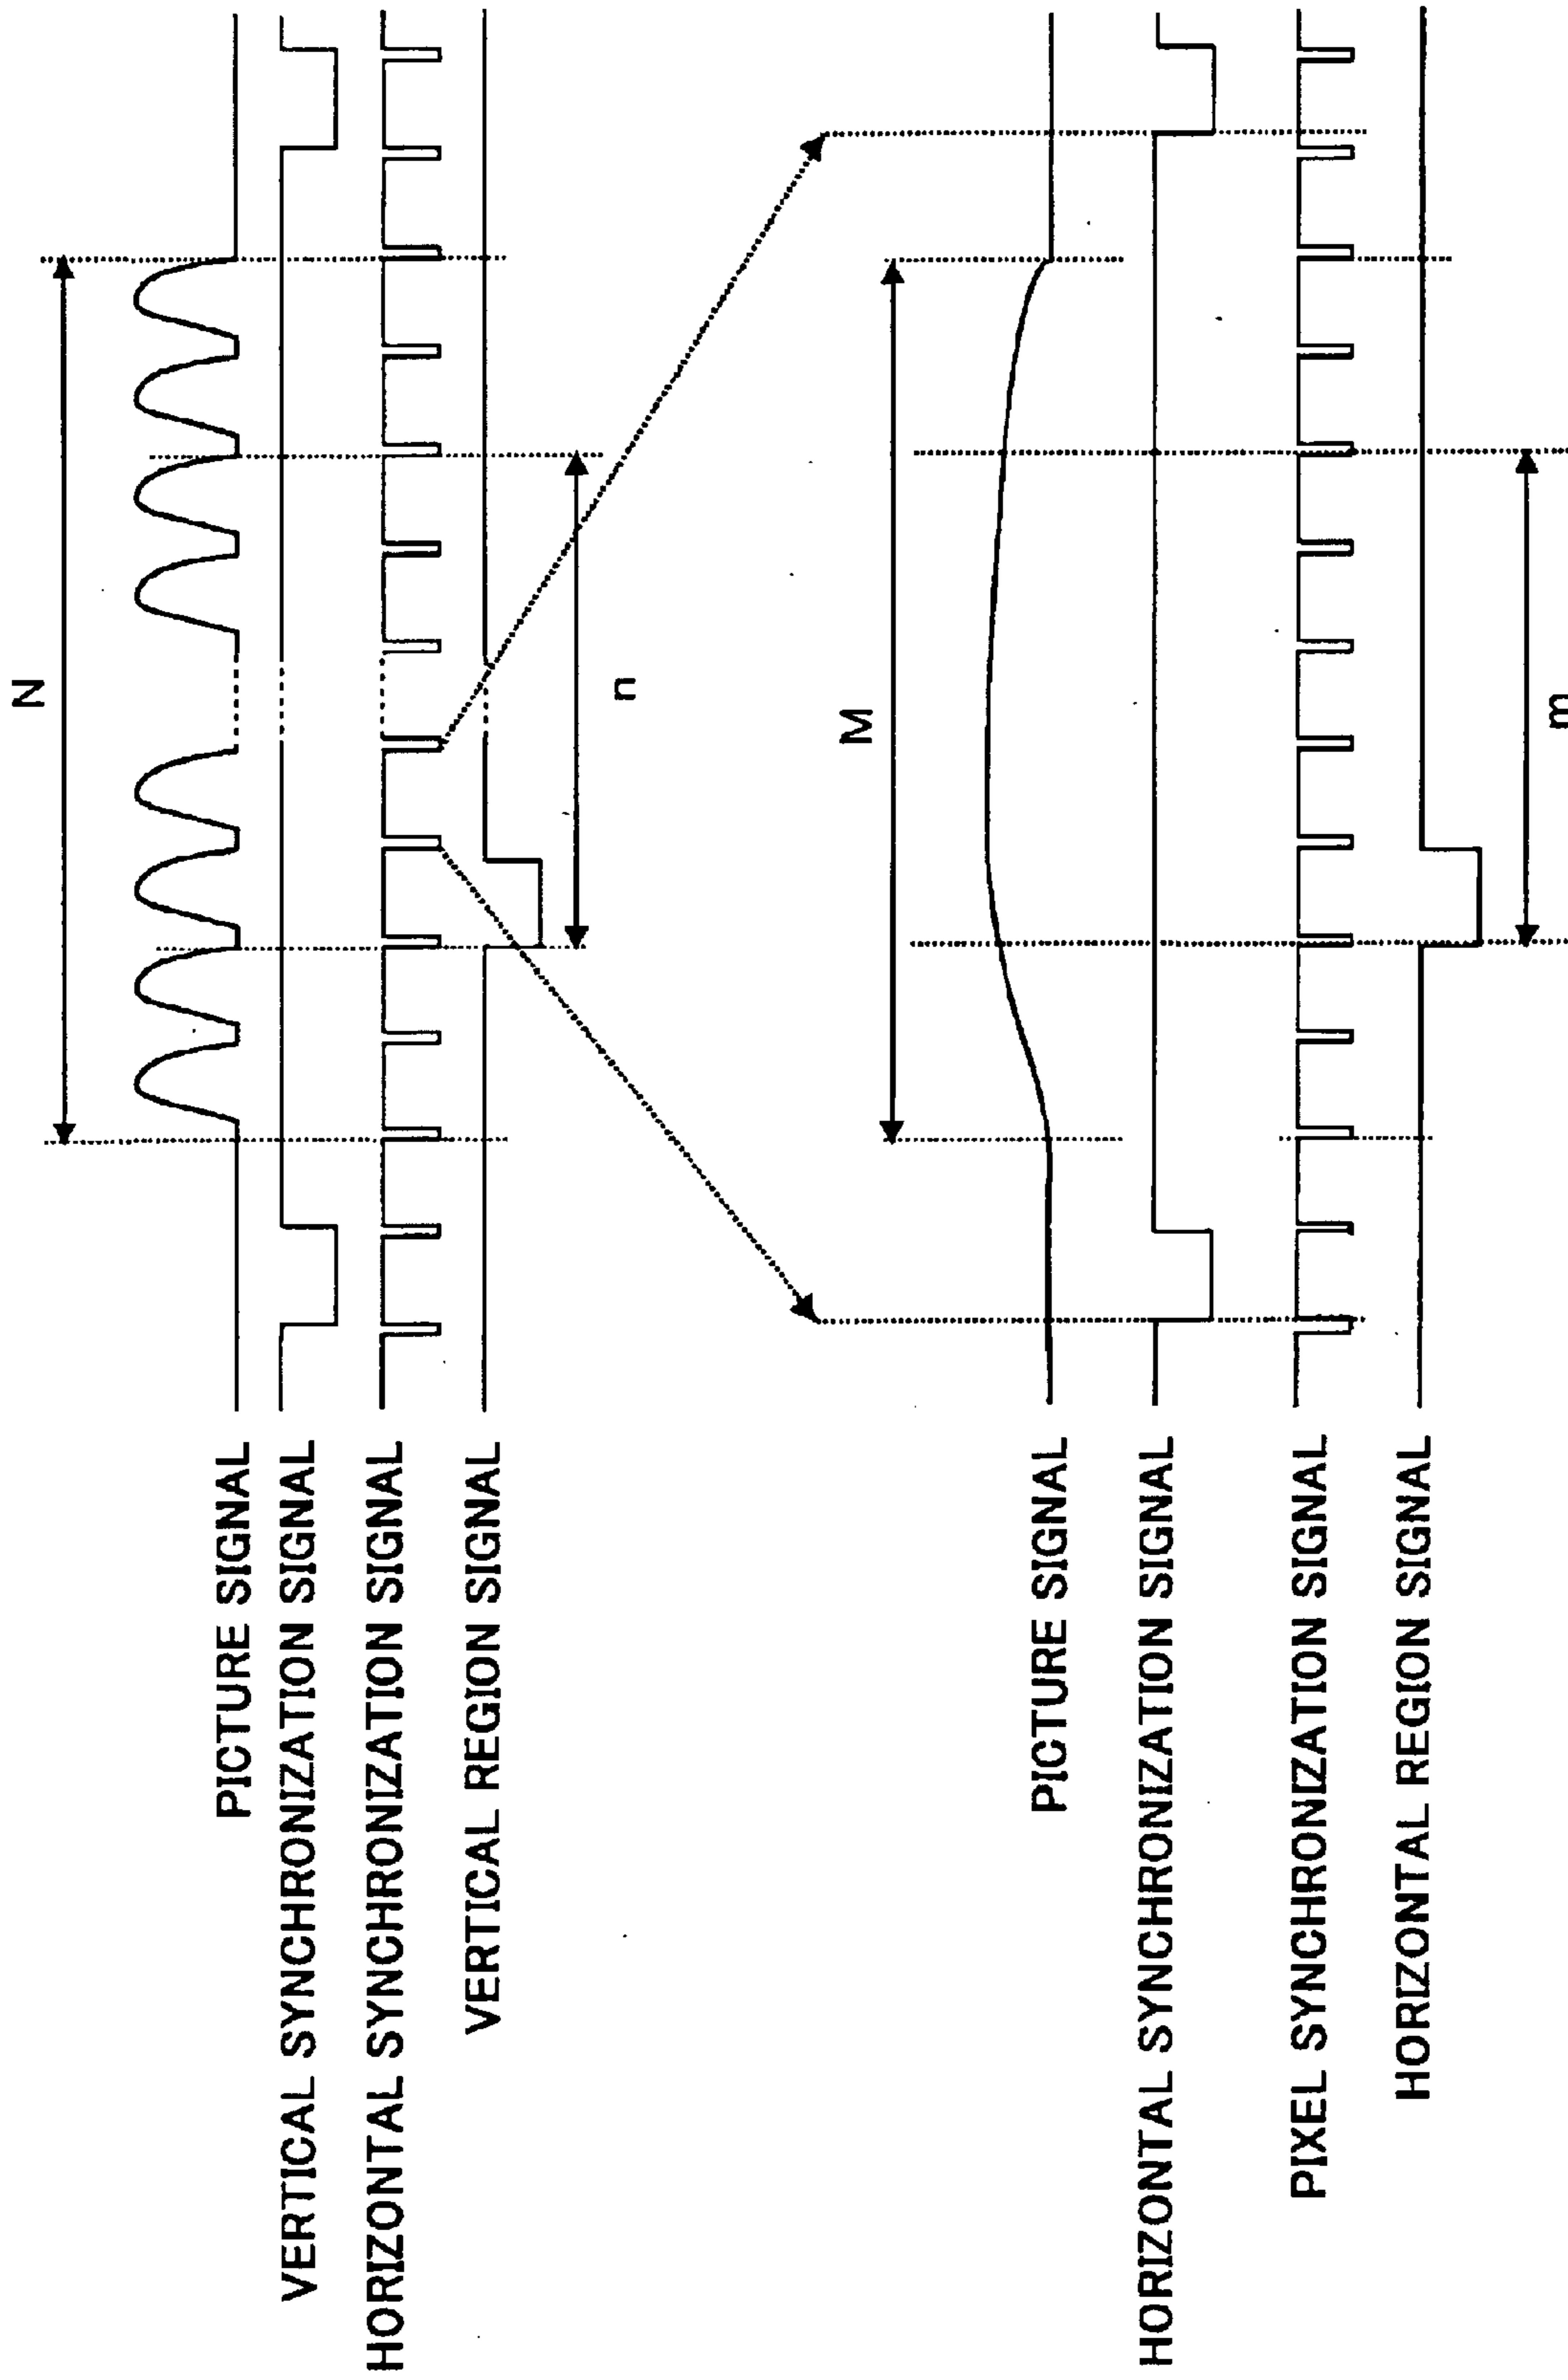 N
PICTURE SIGNAL
VERTICAL SYNCHRONIZATION SIGNAL
HORIZONTAL SYNCHRONIZATION SIGNAL
VERTICAL REGION SIGNAL
n
M
PICTURE SIGNAL
HORIZONTAL SYNCHRONIZATION SIGNAL
PIXEL SYNCHRONIZATION SIGNAL
HORIZONTAL REGION SIGNAL
m